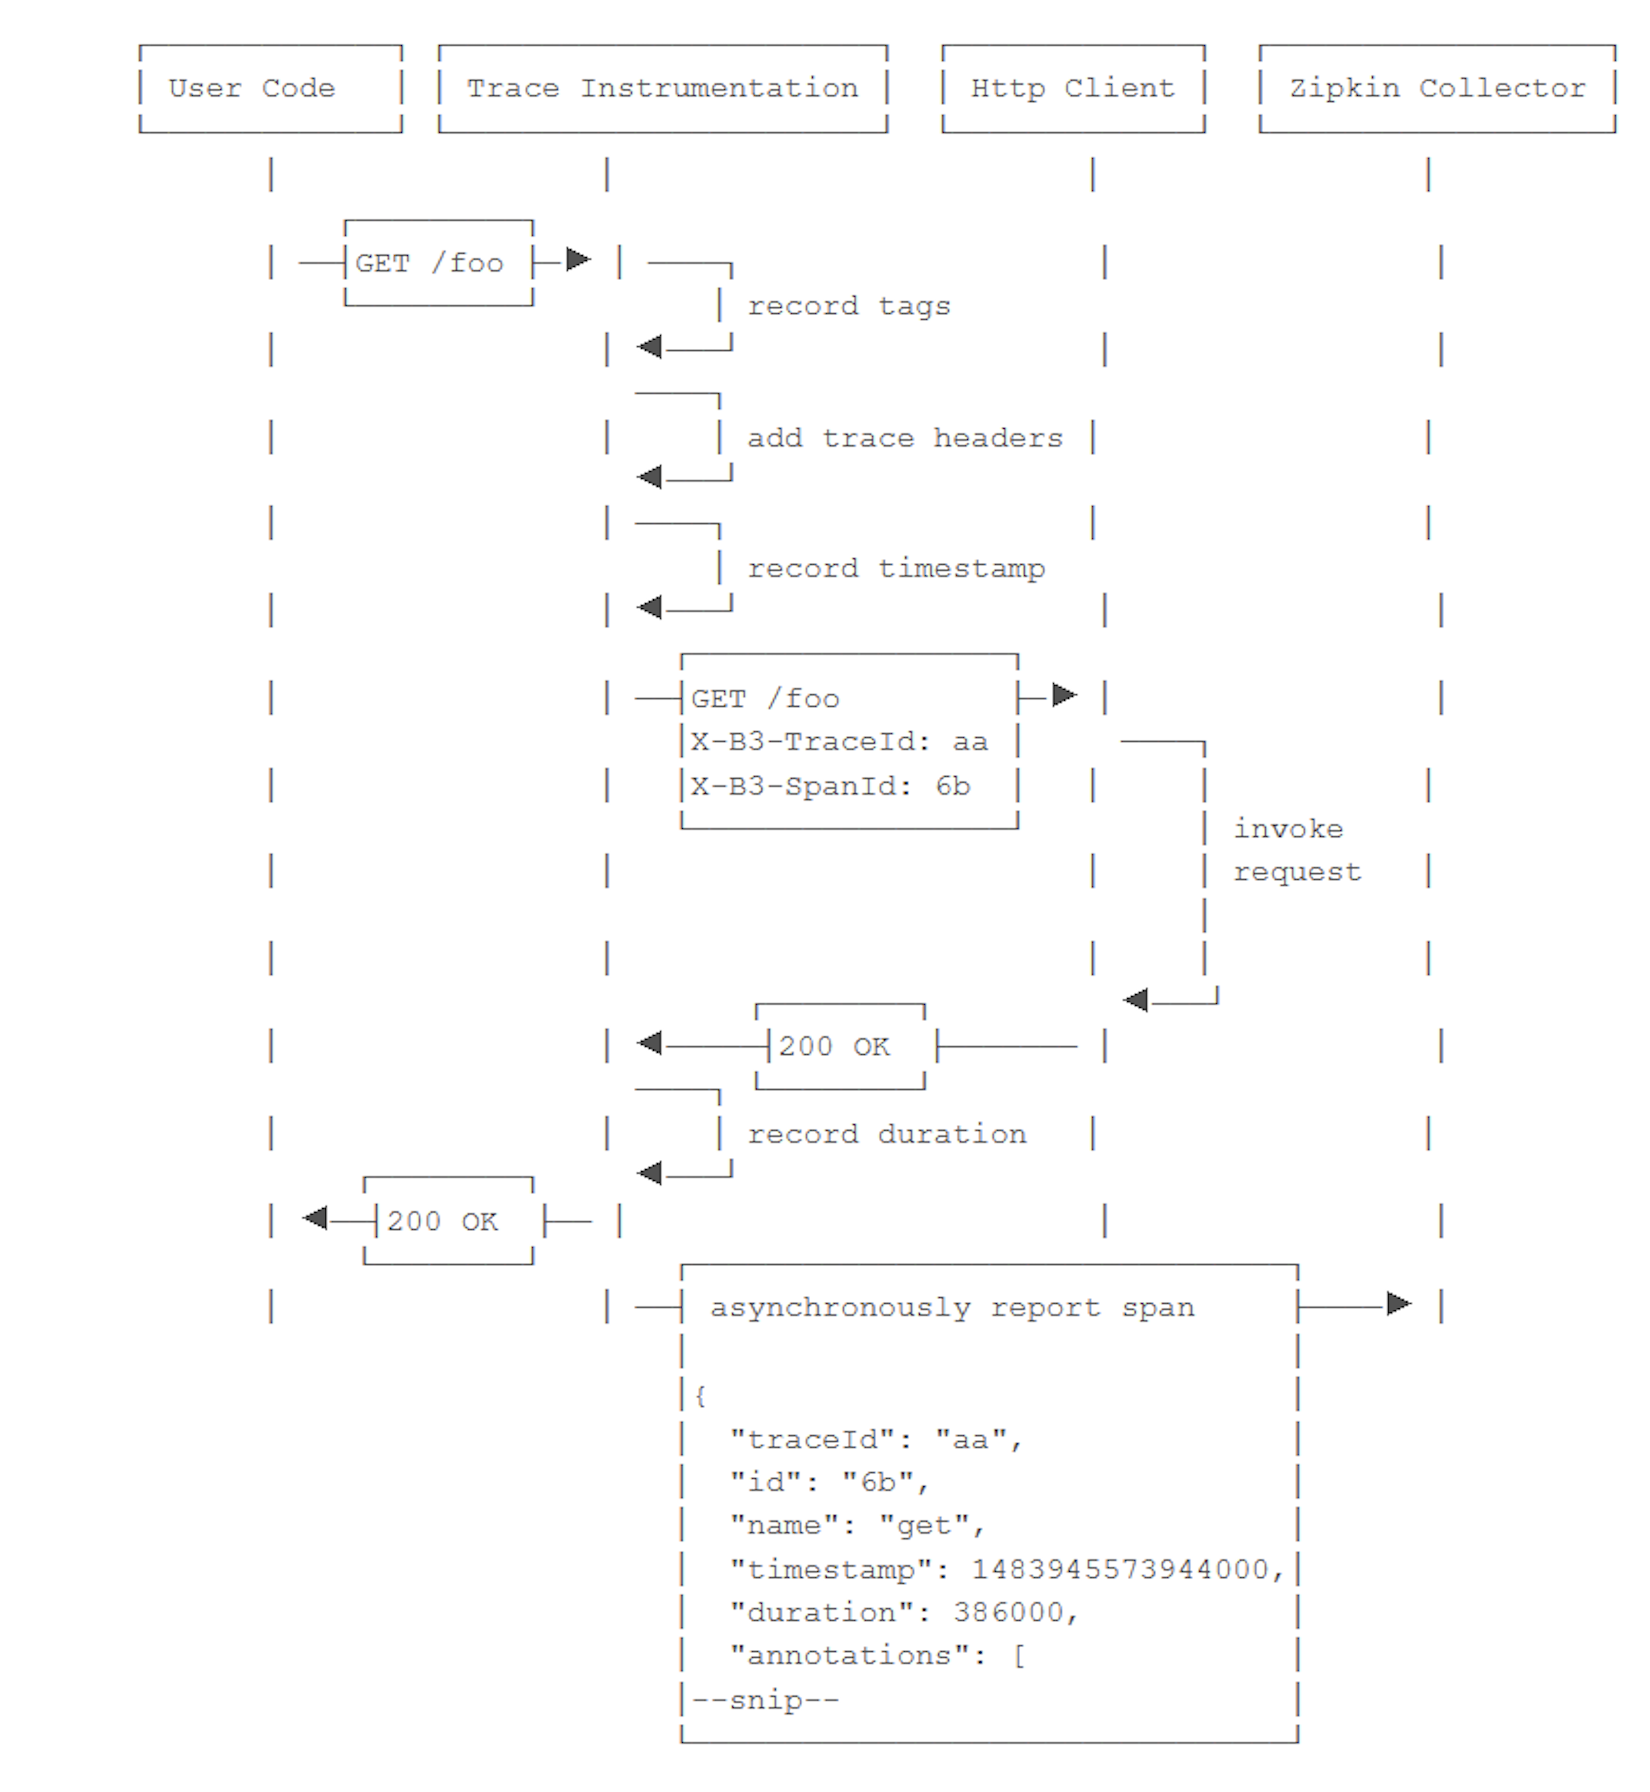 User Code Trace Instrumentation Http Client Zipkin Collector
GET /foo
record tags
add trace headers
record timestamp
GET /foo
X-B3-TraceId: aa
X-B3-SpanId: 6b
invoke
request
200 OK
record duration
200 OK
asynchronously report span
{
"traceId": "aa",
"id": "6b",
"name": "get",
"timestamp": 1483945573944000,
"duration": 386000,
"annotations": [
--snip--